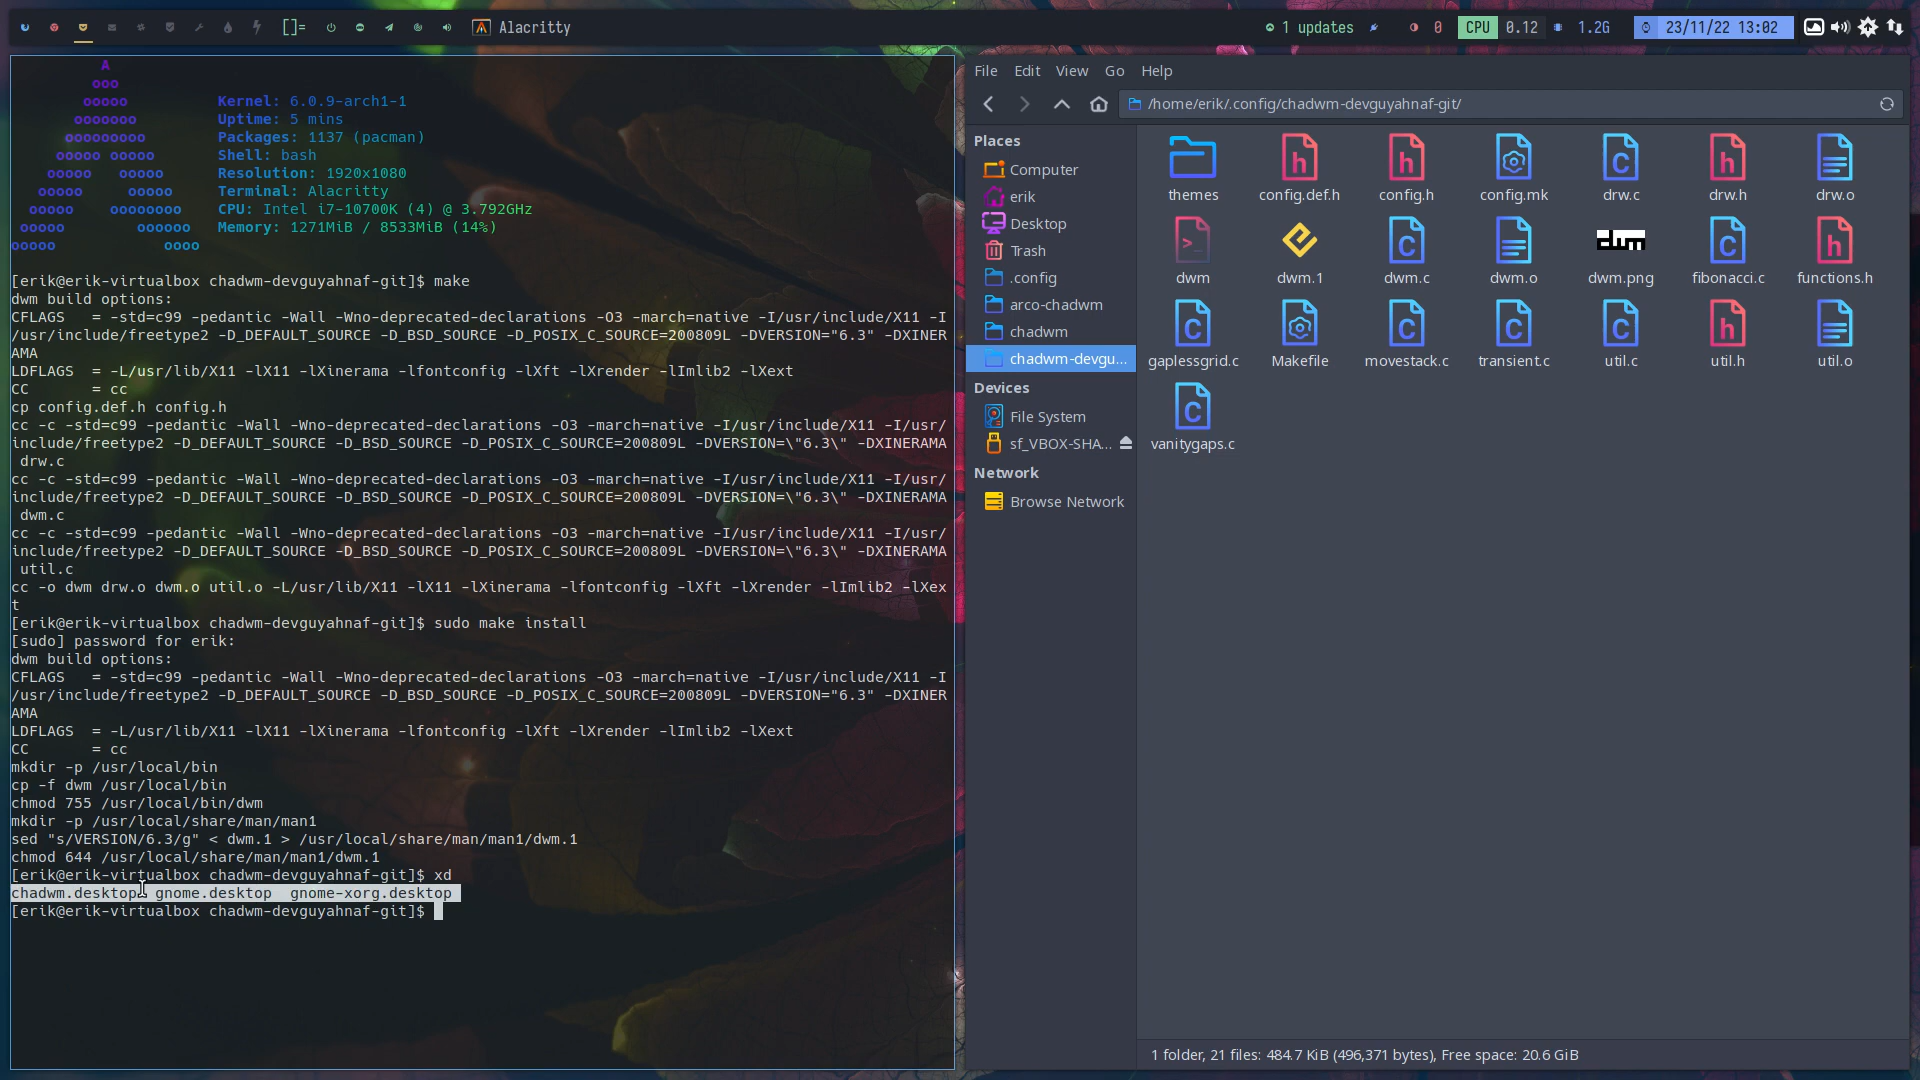 []=
Alacritty
1 updates
0
CPU 0.12
1.2G
23/11/22 13:02
A
ooo
ooooo
ooooooo
ooooooooo
ooooo ooooo
ooooo   ooooo
ooooo     ooooo
ooooo    oooooooo
ooooo        oooooo
ooooo            oooo
Kernel: 6.0.9-arch1-1
Uptime: 5 mins
Packages: 1137 (pacman)
Shell: bash
Resolution: 1920x1080
Terminal: Alacritty
CPU: Intel i7-10700K (4) @ 3.792GHz
Memory: 1271MiB / 8533MiB (14%)
[erik@erik-virtualbox chadwm-devguyahnaf-git]$ make
dwm build options:
CFLAGS   = -std=c99 -pedantic -Wall -Wno-deprecated-declarations -O3 -march=native -I/usr/include/X11 -I
/usr/include/freetype2 -D_DEFAULT_SOURCE -D_BSD_SOURCE -D_POSIX_C_SOURCE=200809L -DVERSION="6.3" -DXINER
AMA
LDFLAGS  = -L/usr/lib/X11 -lX11 -lXinerama -lfontconfig -lXft -lXrender -lImlib2 -lXext
CC       = cc
cp config.def.h config.h
cc -c -std=c99 -pedantic -Wall -Wno-deprecated-declarations -O3 -march=native -I/usr/include/X11 -I/usr/
include/freetype2 -D_DEFAULT_SOURCE -D_BSD_SOURCE -D_POSIX_C_SOURCE=200809L -DVERSION=\"6.3\" -DXINERAMA
drw.c
cc -c -std=c99 -pedantic -Wall -Wno-deprecated-declarations -O3 -march=native -I/usr/include/X11 -I/usr/
include/freetype2 -D_DEFAULT_SOURCE -D_BSD_SOURCE -D_POSIX_C_SOURCE=200809L -DVERSION=\"6.3\" -DXINERAMA
dwm.c
cc -c -std=c99 -pedantic -Wall -Wno-deprecated-declarations -O3 -march=native -I/usr/include/X11 -I/usr/
include/freetype2 -D_DEFAULT_SOURCE -D_BSD_SOURCE -D_POSIX_C_SOURCE=200809L -DVERSION=\"6.3\" -DXINERAMA
util.c
cc -o dwm drw.o dwm.o util.o -L/usr/lib/X11 -lX11 -lXinerama -lfontconfig -lXft -lXrender -lImlib2 -lXex
t
[erik@erik-virtualbox chadwm-devguyahnaf-git]$ sudo make install
[sudo] password for erik:
dwm build options:
CFLAGS   = -std=c99 -pedantic -Wall -Wno-deprecated-declarations -O3 -march=native -I/usr/include/X11 -I
/usr/include/freetype2 -D_DEFAULT_SOURCE -D_BSD_SOURCE -D_POSIX_C_SOURCE=200809L -DVERSION="6.3" -DXINER
AMA
LDFLAGS  = -L/usr/lib/X11 -lX11 -lXinerama -lfontconfig -lXft -lXrender -lImlib2 -lXext
CC       = cc
mkdir -p /usr/local/bin
cp -f dwm /usr/local/bin
chmod 755 /usr/local/bin/dwm
mkdir -p /usr/local/share/man/man1
sed "s/VERSION/6.3/g" < dwm.1 > /usr/local/share/man/man1/dwm.1
chmod 644 /usr/local/share/man/man1/dwm.1
[erik@erik-virtualbox chadwm-devguyahnaf-git]$ xd
chadwm.desktop  gnome.desktop  gnome-xorg.desktop
[erik@erik-virtualbox chadwm-devguyahnaf-git]$
File Edit View Go Help
/home/erik/.config/chadwm-devguyahnaf-git/
Places
Computer
erik
Desktop
Trash
.config
arco-chadwm
chadwm
chadwm-devgu...
Devices
File System
sf_VBOX-SHA...
Network
Browse Network
themes config.def.h config.h config.mk drw.c drw.h drw.o
dwm dwm.1 dwm.c dwm.o dwm.png fibonacci.c functions.h
gaplessgrid.c Makefile movestack.c transient.c util.c util.h util.o
vanitygaps.c
1 folder, 21 files: 484.7 KiB (496,371 bytes), Free space: 20.6 GiB